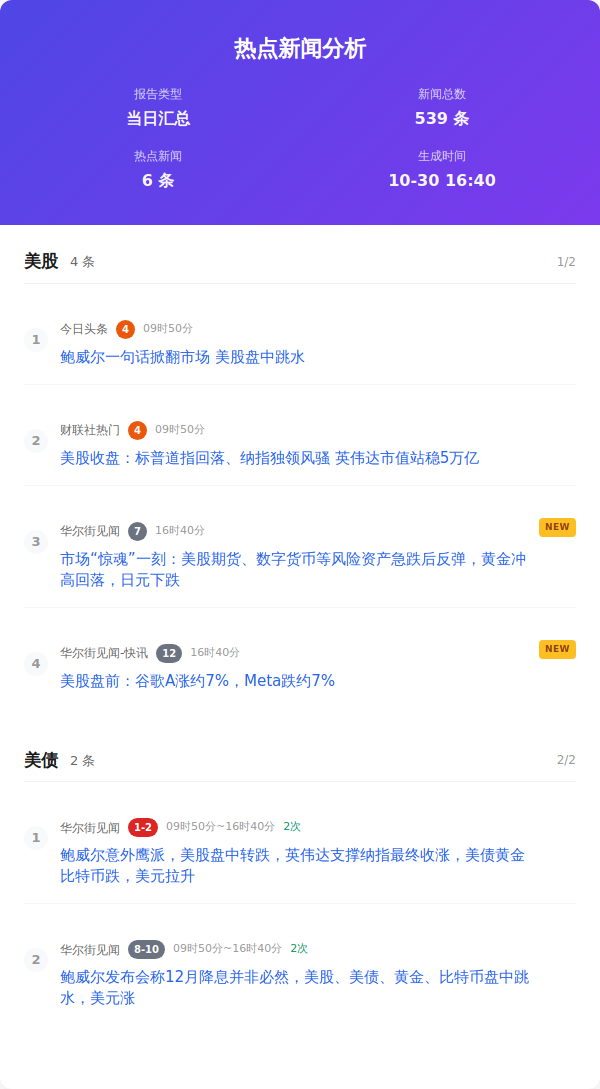 热点新闻分析
报告类型 新闻总数
当日汇总 539 条
热点新闻 生成时间
6 条 10-30 16:40
美股 4 条 1/2
1
今日头条 4 09时50分
鲍威尔一句话掀翻市场 美股盘中跳水
2
财联社热门 4 09时50分
美股收盘：标普道指回落、纳指独领风骚 英伟达市值站稳5万亿
3
华尔街见闻 7 16时40分 NEW
市场“惊魂”一刻：美股期货、数字货币等风险资产急跌后反弹，黄金冲
高回落，日元下跌
4
华尔街见闻-快讯 12 16时40分 NEW
美股盘前：谷歌A涨约7%，Meta跌约7%
美债 2 条 2/2
1
华尔街见闻 1-2 09时50分~16时40分 2次
鲍威尔意外鹰派，美股盘中转跌，英伟达支撑纳指最终收涨，美债黄金
比特币跌，美元拉升
2
华尔街见闻 8-10 09时50分~16时40分 2次
鲍威尔发布会称12月降息并非必然，美股、美债、黄金、比特币盘中跳
水，美元涨